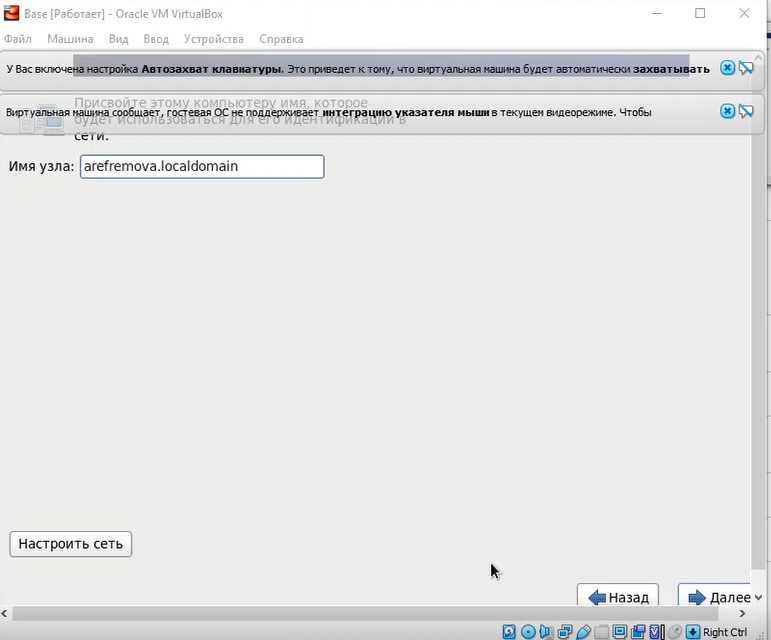 Base [Работает] - Oracle VM VirtualBox
Файл Машина Вид Ввод Устройства Справка
У Вас включена настройка Автозахват клавиатуры. Это приведет к тому, что виртуальная машина будет автоматически захватывать
Присвойте этому компьютеру имя, которое
Виртуальная машина сообщает, гостевая ОС не поддерживает интеграцию указателя мыши в текущем видеорежиме. Чтобы
будет использоваться для его идентификации в
сети.
Имя узла: arefremova.localdomain
Настроить сеть
Назад Далее
Right Ctrl